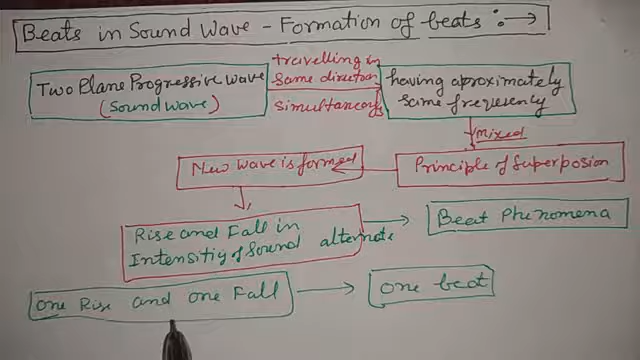 Beats in Sound Wave - Formation of beats :→
Two Plane Progressive wave
(Sound wave)
travelling in
same direction
simultaneously
having aproximately
same frequency
mixed
Principle of Superposion
New wave is formed
Rise and Fall in
Intensitiy of Sound alternate
Beat Phenomena
One Rise and one Fall
One beat